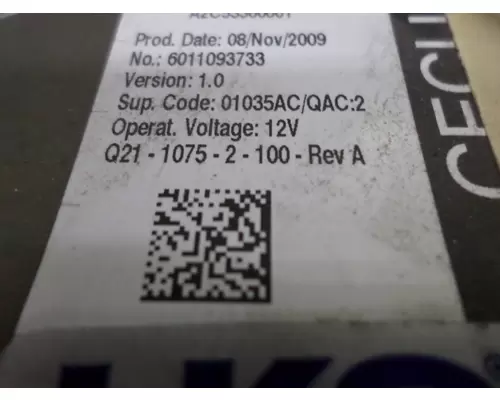 Prod. Date: 08/Nov/2009
No.: 6011093733
Version: 1.0
Sup. Code: 01035AC/QAC:2
Operat. Voltage: 12V
Q21 - 1075 - 2 - 100 - Rev A